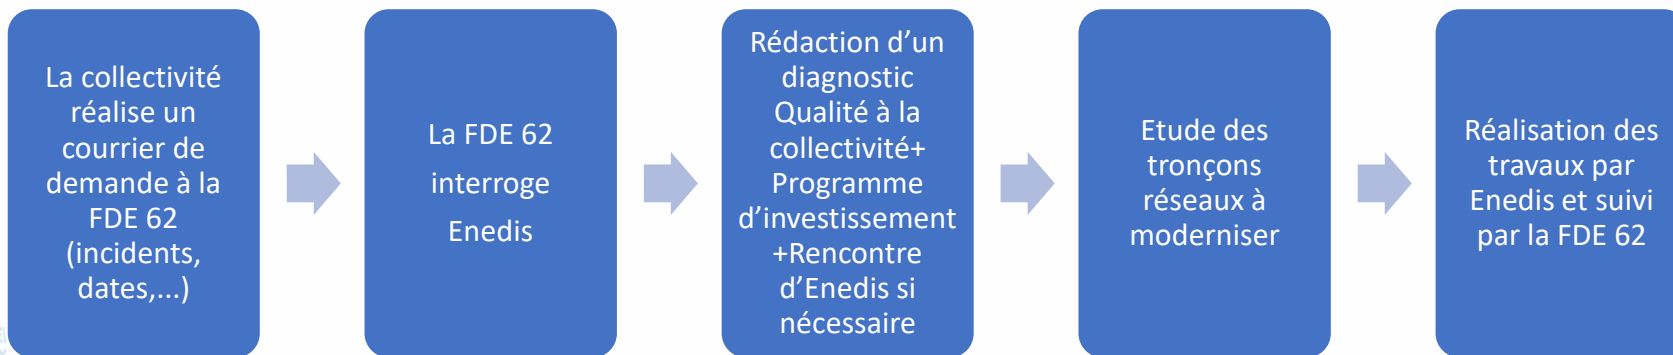 La collectivité
réalise un
courrier de
demande à la
FDE 62
(incidents,
dates,...)
La FDE 62
interroge
Enedis
Rédaction d’un
diagnostic
Qualité à la
collectivité+
Programme
d’investissement
+Rencontre
d’Enedis si
nécessaire
Etude des
tronçons
réseaux à
moderniser
Réalisation des
travaux par
Enedis et suivi
par la FDE 62